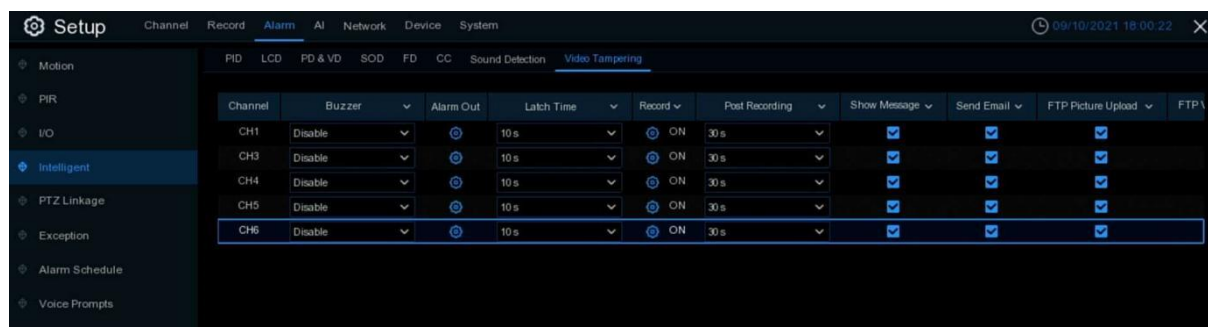 Setup Channel Record Alarm AI Network Device System 09/10/2021 18:00:22
Motion
PIR
I/O
Intelligent
PTZ Linkage
Exception
Alarm Schedule
Voice Prompts
PID LCD PD & VD SOD FD CC Sound Detection Video Tampering
Channel Buzzer Alarm Out Latch Time Record Post Recording Show Message Send Email FTP Picture Upload FTP V
CH1 Disable 10 s ON 30 s
CH3 Disable 10 s ON 30 s
CH4 Disable 10 s ON 30 s
CH5 Disable 10 s ON 30 s
CH6 Disable 10 s ON 30 s